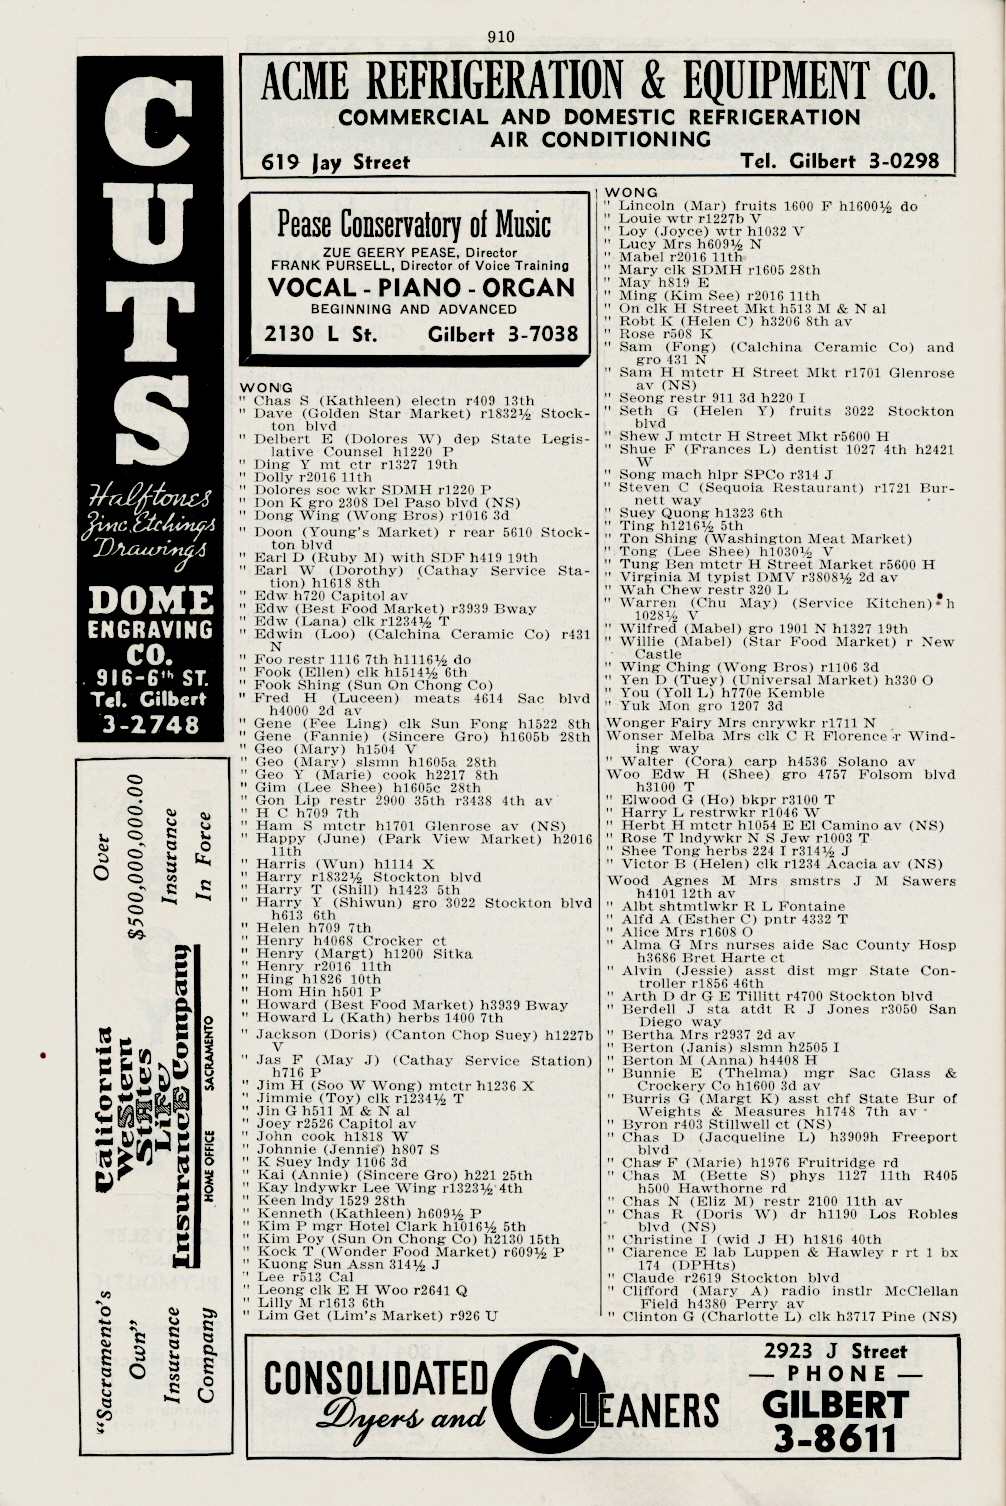 910
CUTS
Halftones
Zinc Etchings
Drawings
DOME
ENGRAVING
CO.
916-6th ST.
Tel. Gilbert
3-2748
"Sacramento's Own" Insurance Company
California
Western
States
Life
Insurance Company
HOME OFFICE SACRAMENTO
Over
$500,000,000.00
Insurance
In Force
ACME REFRIGERATION & EQUIPMENT CO.
COMMERCIAL AND DOMESTIC REFRIGERATION
AIR CONDITIONING
619 Jay Street Tel. Gilbert 3-0298
Pease Conservatory of Music
ZUE GEERY PEASE, Director
FRANK PURSELL, Director of Voice Training
VOCAL - PIANO - ORGAN
BEGINNING AND ADVANCED
2130 L St. Gilbert 3-7038
WONG
" Chas S (Kathleen) electn r409 13th
" Dave (Golden Star Market) r1832½ Stock-
ton blvd
" Delbert E (Dolores W) dep State Legis-
lative Counsel h1220 P
" Ding Y mt ctr r1327 19th
" Dolly r2016 11th
" Dolores soc wkr SDMH r1220 P
" Don K gro 2308 Del Paso blvd (NS)
" Dong Wing (Wong Bros) r1016 3d
" Doon (Young's Market) r rear 5610 Stock-
ton blvd
" Earl D (Ruby M) with SDF h419 19th
" Earl W (Dorothy) (Cathay Service Sta-
tion) h1618 8th
" Edw h720 Capitol av
" Edw (Best Food Market) r3939 Bway
" Edw (Lana) clk r1234½ T
" Edwin (Loo) (Calchina Ceramic Co) r431
N
" Foo restr 1116 7th h1116½ do
" Fook (Ellen) clk h1514½ 6th
" Fook Shing (Sun On Chong Co)
" Fred H (Luceen) meats 4614 Sac blvd
h4000 2d av
" Gene (Fee Ling) clk Sun Fong h1522 8th
" Gene (Fannie) (Sincere Gro) h1605b 28th
" Geo (Mary) h1504 V
" Geo (Mary) slsmn h1605a 28th
" Geo Y (Marie) cook h2217 8th
" Gim (Lee Shee) h1605c 28th
" Gon Lip restr 2900 35th r3438 4th av
" H C h709 7th
" Ham S mtctr h1701 Glenrose av (NS)
" Happy (June) (Park View Market) h2016
11th
" Harris (Wun) h1114 X
" Harry r1832½ Stockton blvd
" Harry T (Shill) h1423 5th
" Harry Y (Shiwun) gro 3022 Stockton blvd
h613 6th
" Helen h709 7th
" Henry h4068 Crocker ct
" Henry (Margt) h1200 Sitka
" Henry r2016 11th
" Hing h1826 10th
" Hom Hin h501 P
" Howard (Best Food Market) h3939 Bway
" Howard L (Kath) herbs 1400 7th
" Jackson (Doris) (Canton Chop Suey) h1227b
V
" Jas F (May J) (Cathay Service Station)
h716 P
" Jim H (Soo W Wong) mtctr h1236 X
" Jimmie (Toy) clk r1234½ T
" Jin G h511 M & N al
" Joey r2526 Capitol av
" John cook h1818 W
" Johnnie (Jennie) h807 S
" K Suey lndy 1106 3d
" Kai (Annie) (Sincere Gro) h221 25th
" Kay lndywkr Lee Wing r1323½ 4th
" Keen lndy 1529 28th
" Kenneth (Kathleen) h609½ P
" Kim P mgr Hotel Clark h1016½ 5th
" Kim Poy (Sun On Chong Co) h2130 15th
" Kock T (Wonder Food Market) r609½ P
" Kuong Sun Assn 314½ J
" Lee r513 Cal
" Leong clk E H Woo r2641 Q
" Lilly M r1613 6th
" Lim Get (Lim's Market) r926 U
WONG
" Lincoln (Mar) fruits 1600 F h1600½ do
" Louie wtr r1227b V
" Loy (Joyce) wtr h1032 V
" Lucy Mrs h609½ N
" Mabel r2016 11th
" Mary clk SDMH r1605 28th
" May h819 E
" Ming (Kim See) r2016 11th
" On clk H Street Mkt h513 M & N al
" Robt K (Helen C) h3206 8th av
" Rose r508 K
" Sam (Fong) (Calchina Ceramic Co) and
gro 431 N
" Sam H mtctr H Street Mkt r1701 Glenrose
av (NS)
" Seong restr 911 3d h220 I
" Seth G (Helen Y) fruits 3022 Stockton
blvd
" Shew J mtctr H Street Mkt r5600 H
" Shue F (Frances L) dentist 1027 4th h2421
W
" Song mach hlpr SPCo r314 J
" Steven C (Sequoia Restaurant) r1721 Bur-
nett way
" Suey Quong h1323 6th
" Ting h1216½ 5th
" Ton Shing (Washington Meat Market)
" Tong (Lee Shee) h1030½ V
" Tung Ben mtctr H Street Market r5600 H
" Virginia M typist DMV r3808½ 2d av
" Wah Chew restr 320 L
" Warren (Chu May) (Service Kitchen) h
1028½ V
" Wilfred (Mabel) gro 1901 N h1327 19th
" Willie (Mabel) (Star Food Market) r New
Castle
" Wing Ching (Wong Bros) r1106 3d
" Yen D (Tuey) (Universal Market) h330 O
" You (Yoll L) h770e Kemble
" Yuk Mon gro 1207 3d
Wonger Fairy Mrs cnrywkr r1711 N
Wonser Melba Mrs clk C R Florence r Wind-
ing way
" Walter (Cora) carp h4536 Solano av
Woo Edw H (Shee) gro 4757 Folsom blvd
h3100 T
" Elwood G (Ho) bkpr r3100 T
" Harry L restrwkr r1046 W
" Herbt H mtctr h1054 E El Camino av (NS)
" Rose T lndywkr N S Jew r1003 T
" Shee Tong herbs 224 I r314½ J
" Victor B (Helen) clk r1234 Acacia av (NS)
Wood Agnes M Mrs smstrs J M Sawers
h4101 12th av
" Albt shtmtlwkr R L Fontaine
" Alfd A (Esther C) pntr 4332 T
" Alice Mrs r1608 O
" Alma G Mrs nurses aide Sac County Hosp
h3686 Bret Harte ct
" Alvin (Jessie) asst dist mgr State Con-
troller r1856 46th
" Arth D dr G E Tillitt r4700 Stockton blvd
" Berdell J sta atdt R J Jones r3050 San
Diego way
" Bertha Mrs r2937 2d av
" Berton (Janis) slsmn h2505 I
" Berton M (Anna) h4408 H
" Bunnie E (Thelma) mgr Sac Glass &
Crockery Co h1600 3d av
" Burris G (Margt K) asst chf State Bur of
Weights & Measures h1748 7th av
" Byron r403 Stillwell ct (NS)
" Chas D (Jacqueline L) h3909h Freeport
blvd
" Chas F (Marie) h1976 Fruitridge rd
" Chas M (Bette S) phys 1127 11th R405
h500 Hawthorne rd
" Chas N (Eliz M) restr 2100 11th av
" Chas R (Doris W) dr h1190 Los Robles
blvd (NS)
" Christine I (wid J H) h1816 40th
" Clarence E lab Luppen & Hawley r rt 1 bx
174 (DPHts)
" Claude r2619 Stockton blvd
" Clifford (Mary A) radio instlr McClellan
Field h4380 Perry av
" Clinton G (Charlotte L) clk h3717 Pine (NS)
CONSOLIDATED
Dyers and CLEANERS
2923 J Street
— PHONE —
GILBERT
3-8611